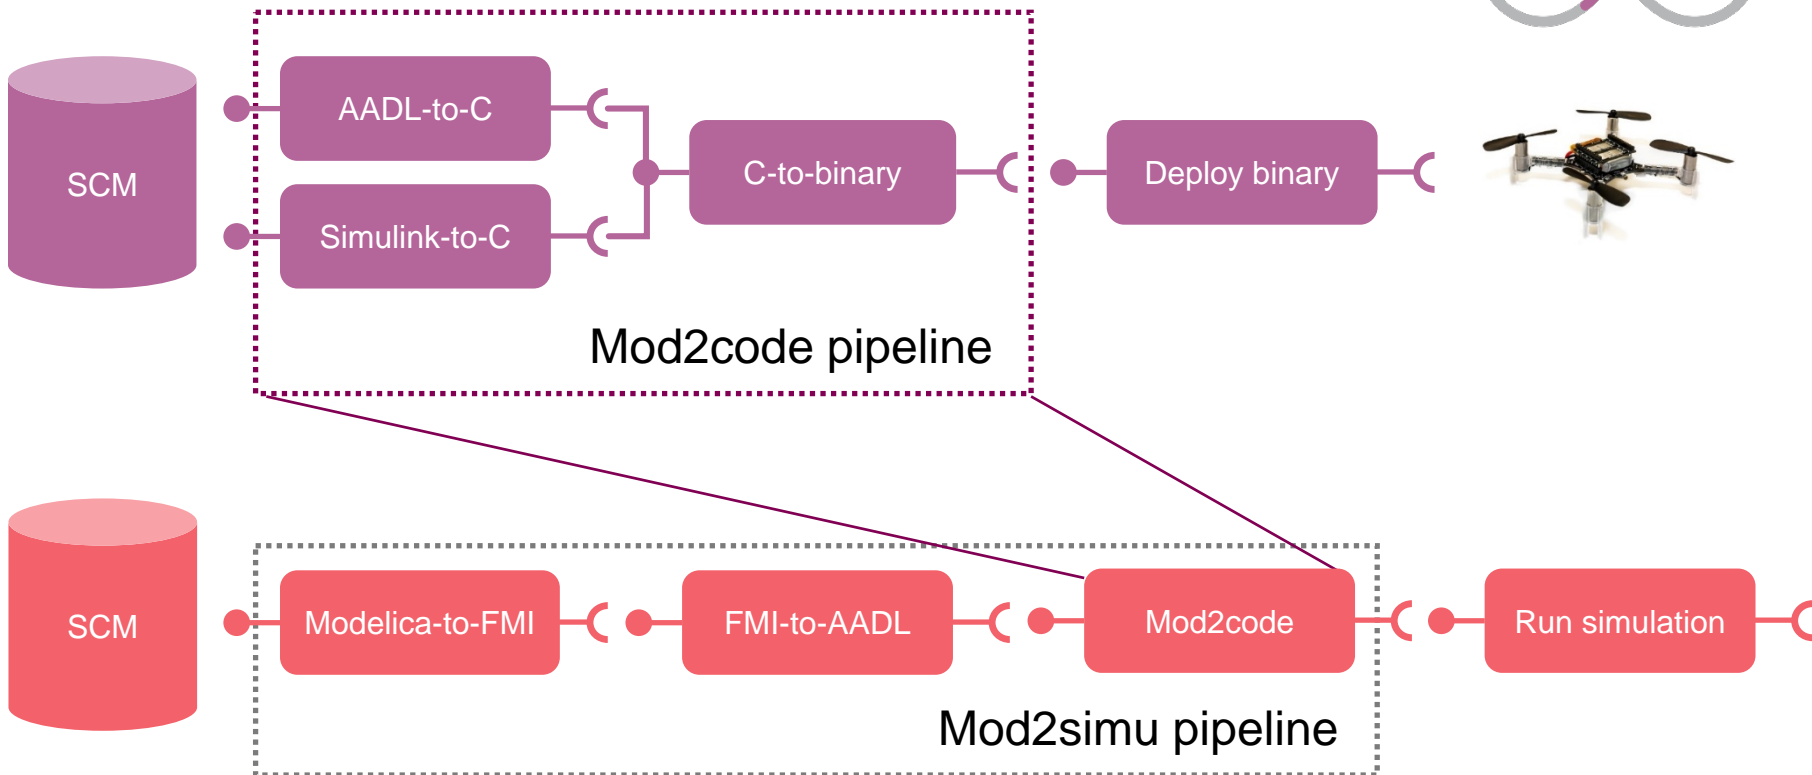 SCM
AADL-to-C
Simulink-to-C
C-to-binary
Deploy binary
Mod2code pipeline
SCM
Modelica-to-FMI
FMI-to-AADL
Mod2code
Run simulation
Mod2simu pipeline